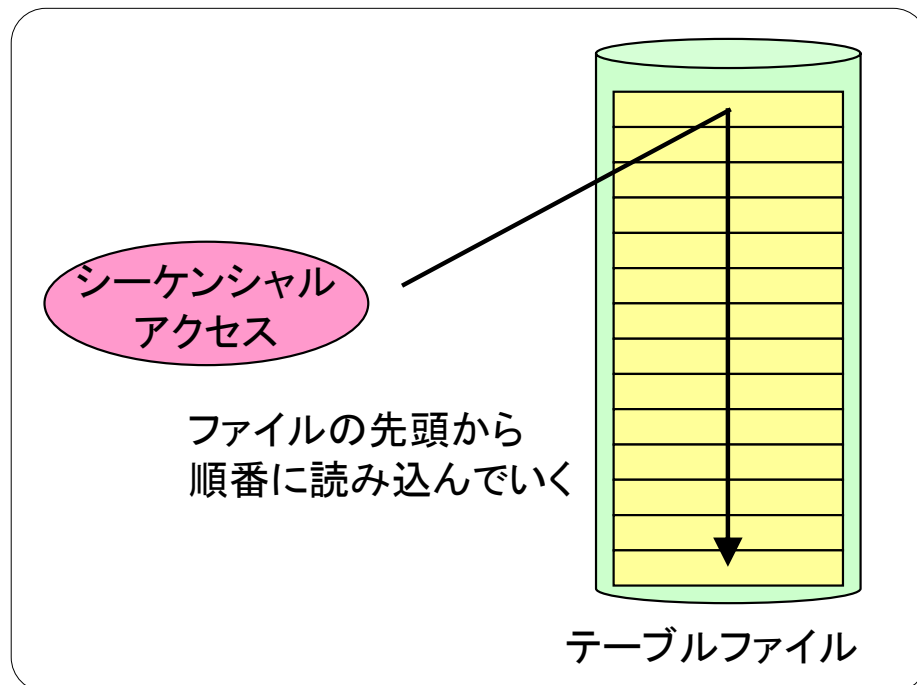 シーケンシャル
アクセス
ファイルの先頭から
順番に読み込んでいく
テーブルファイル